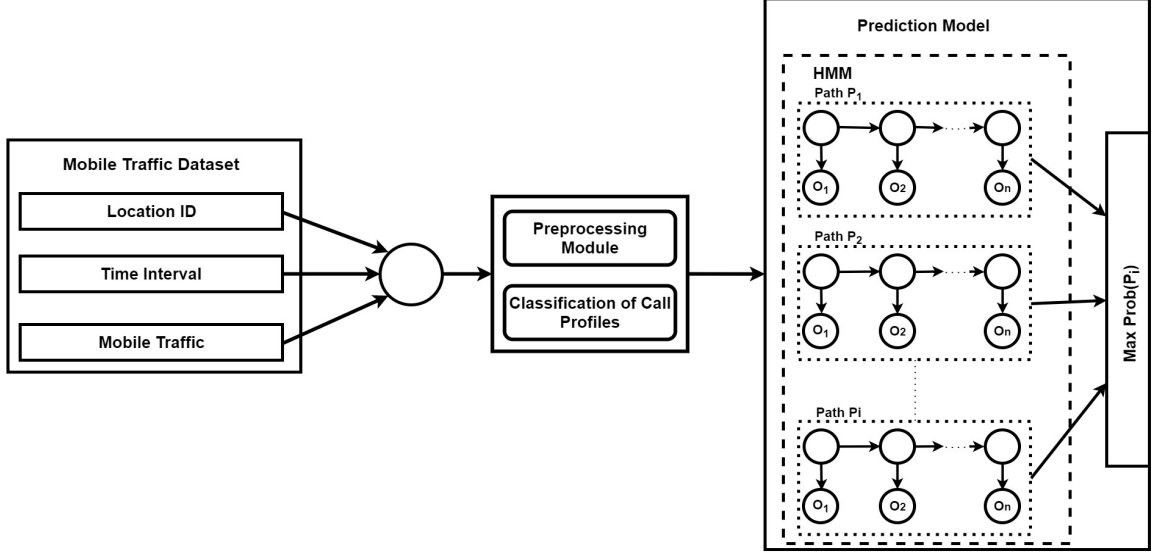 Mobile Traffic Dataset
Location ID
Time Interval
Mobile Traffic
Preprocessing
Module
Classification of Call
Profiles
Prediction Model
HMM
Path P1
O1
O2
On
Path P2
O1
O2
On
Path Pi
O1
O2
On
Max Prob(Pi)